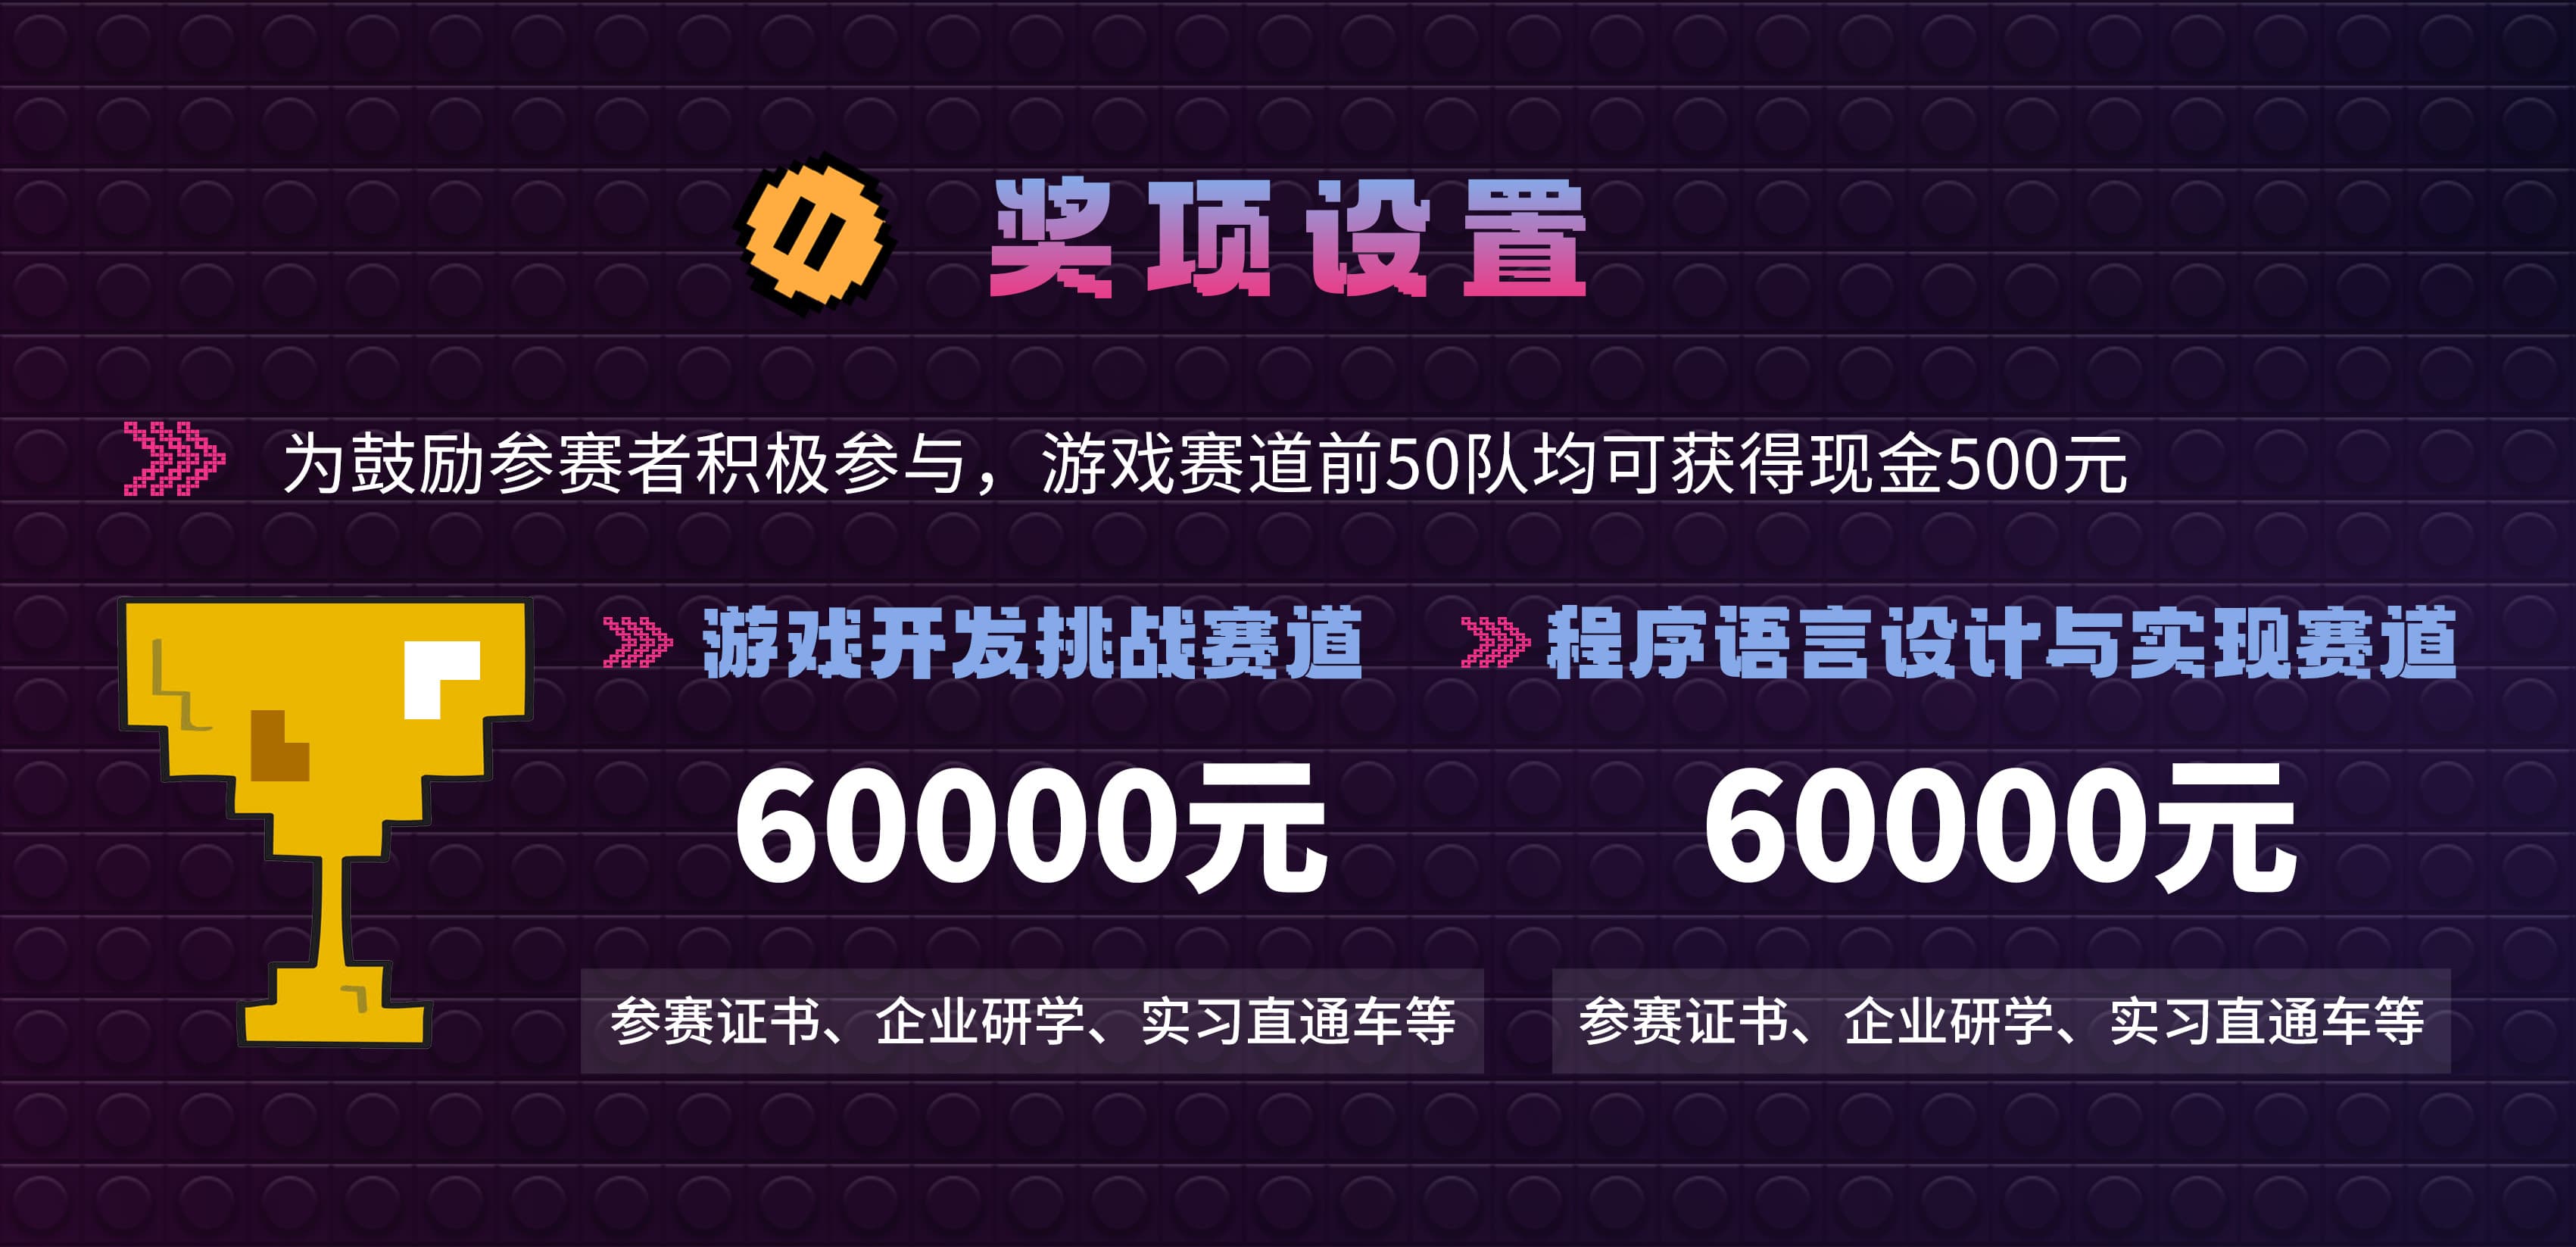 奖项设置
为鼓励参赛者积极参与，游戏赛道前50队均可获得现金500元
游戏开发挑战赛道
60000元
参赛证书、企业研学、实习直通车等
程序语言设计与实现赛道
60000元
参赛证书、企业研学、实习直通车等